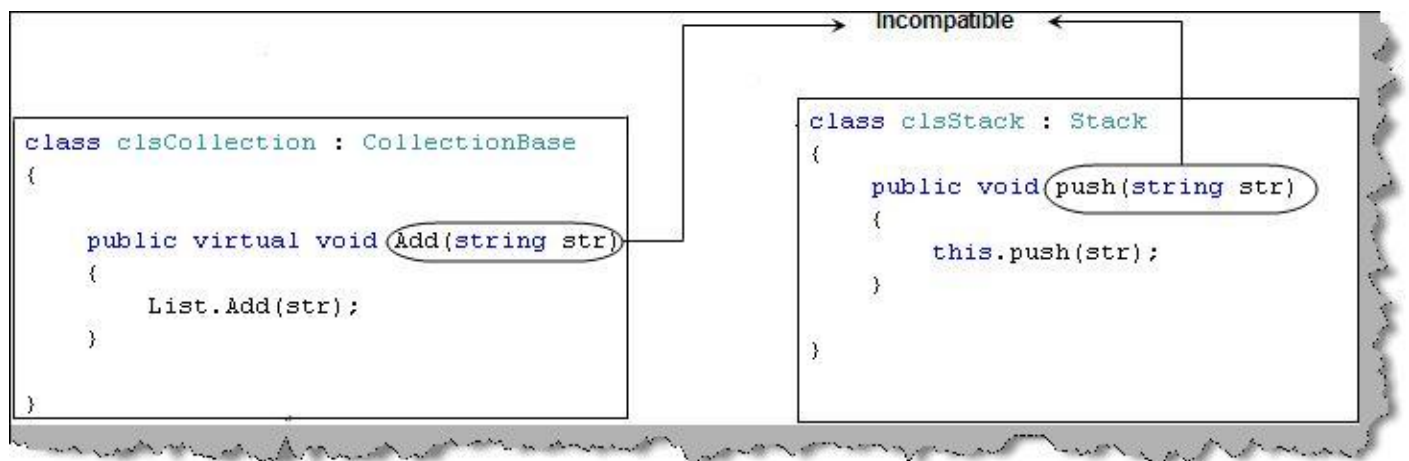 Incompatible
class clsCollection : CollectionBase
{
public virtual void Add(string str)
{
List.Add(str);
}
}
class clsStack : Stack
{
public void push(string str)
{
this.push(str);
}
}